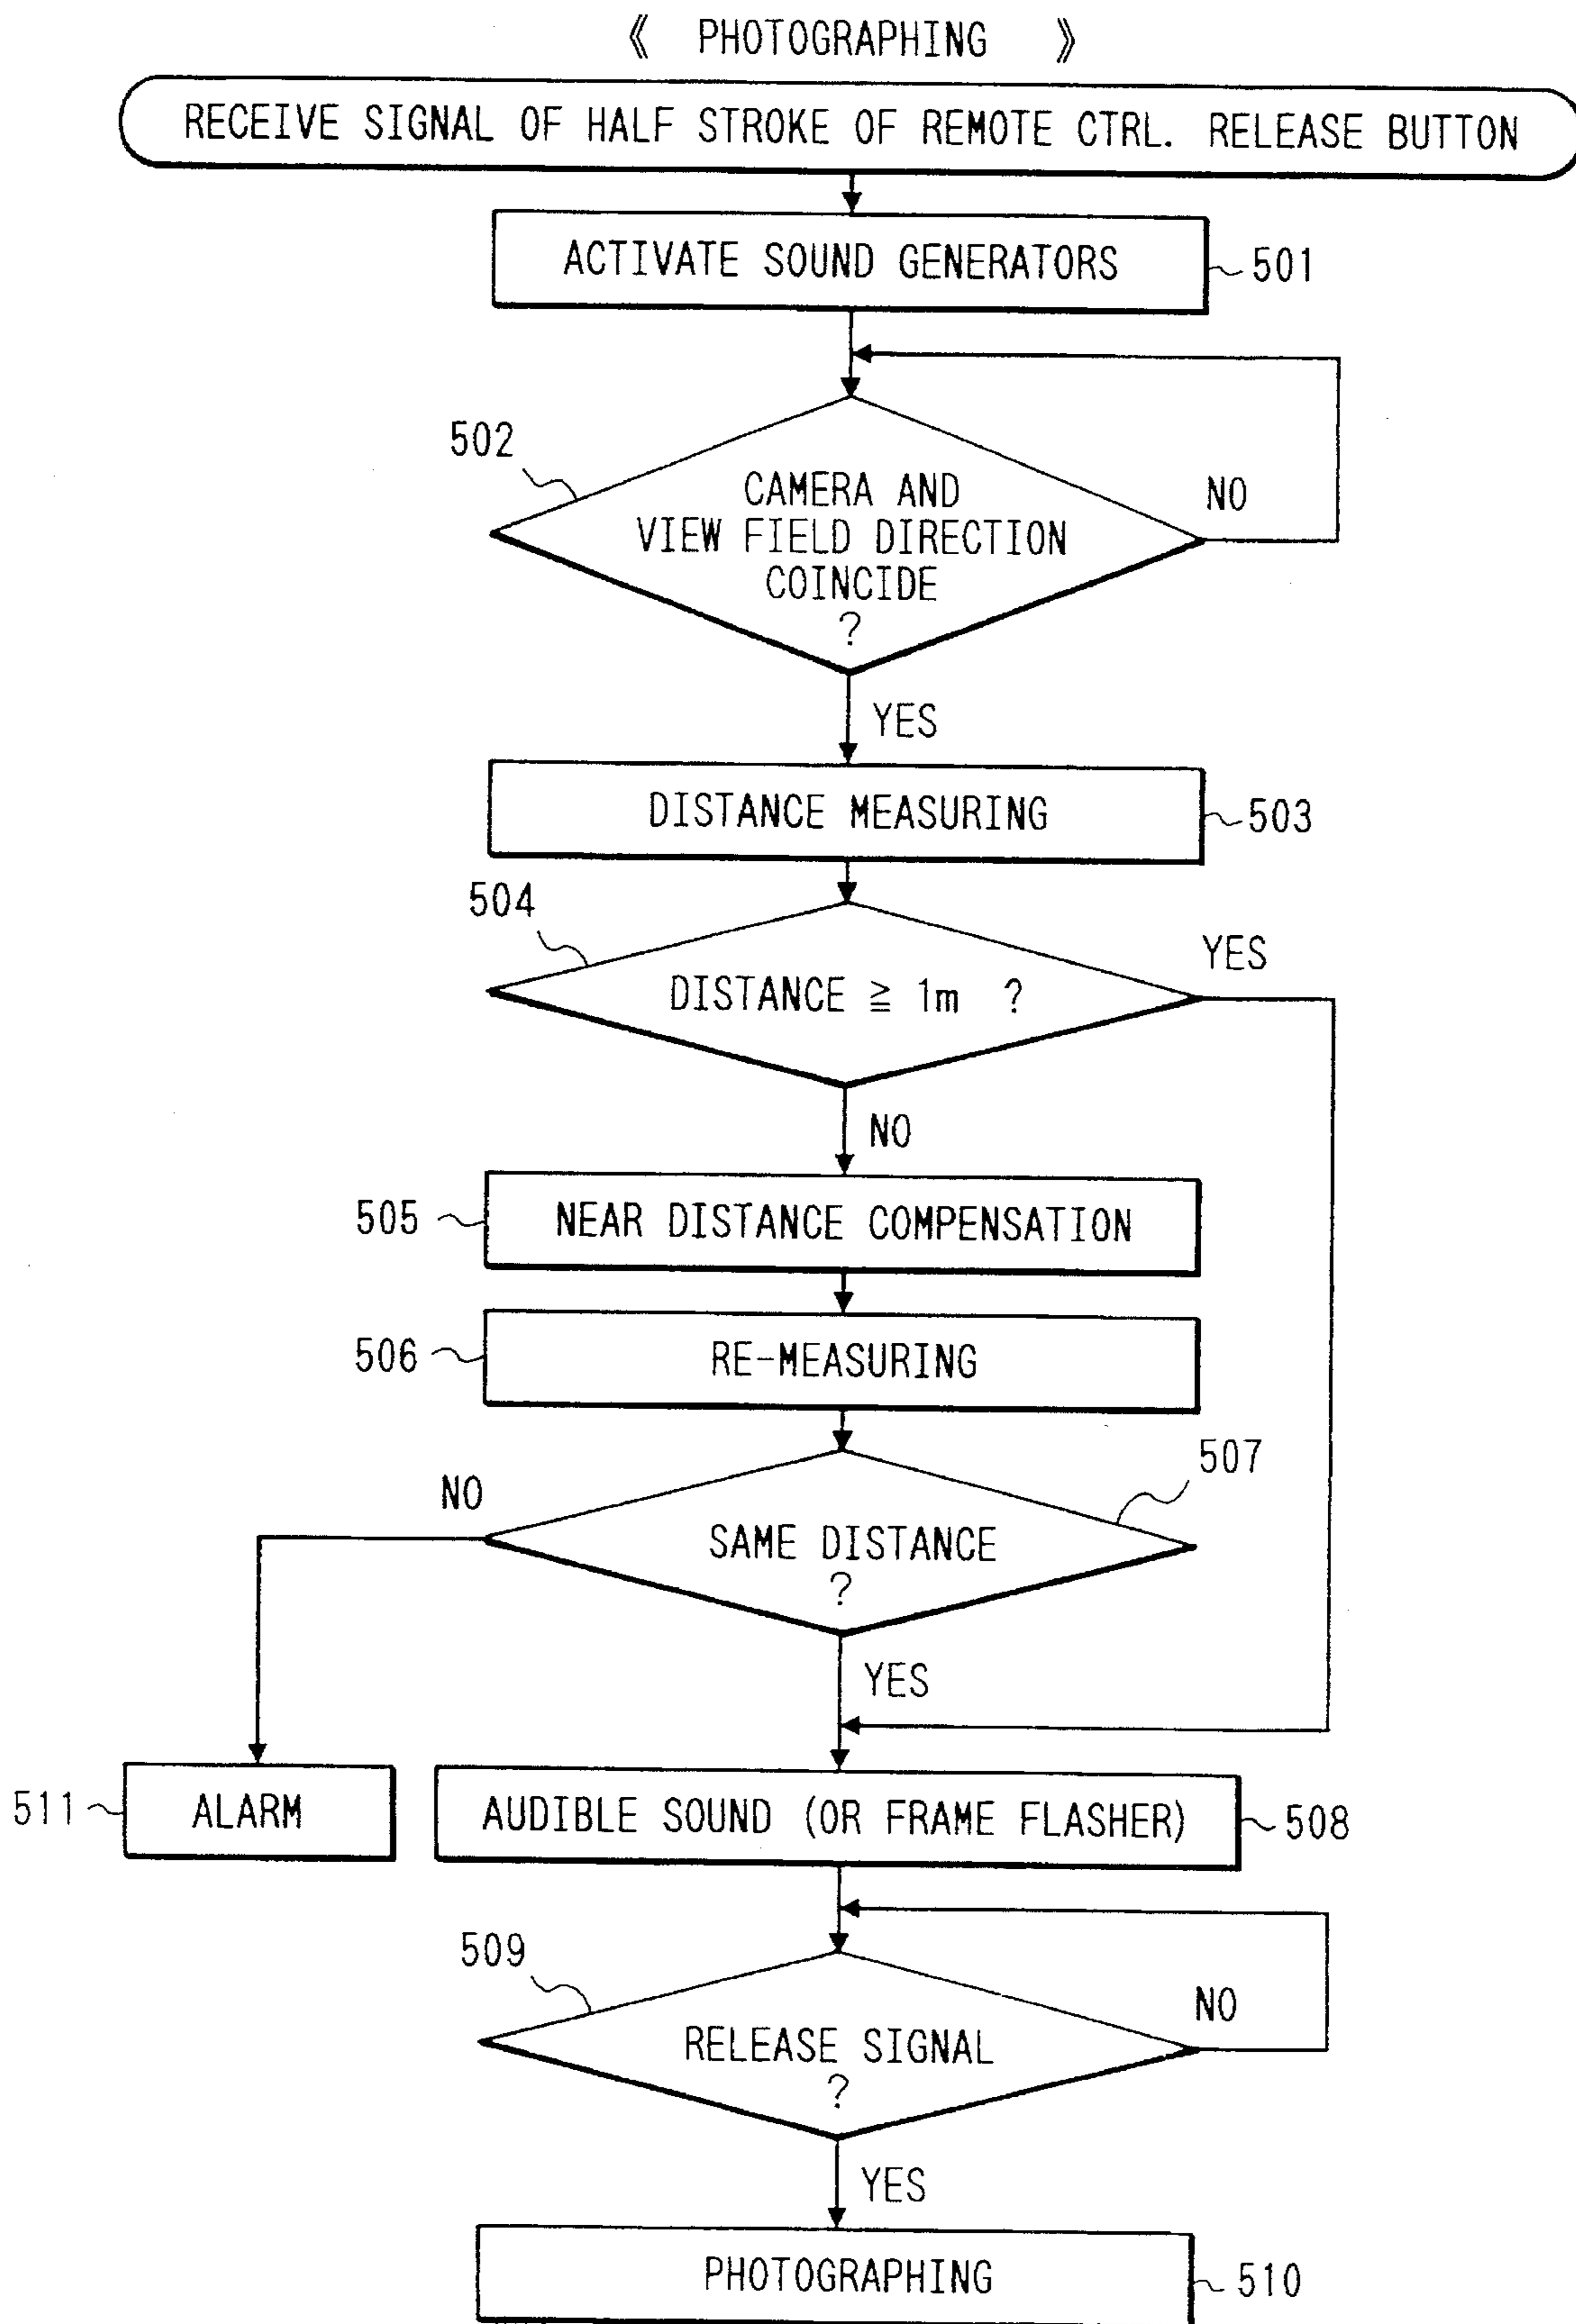 《 PHOTOGRAPHING 》
RECEIVE SIGNAL OF HALF STROKE OF REMOTE CTRL. RELEASE BUTTON
ACTIVATE SOUND GENERATORS
501
502
CAMERA AND
VIEW FIELD DIRECTION
COINCIDE
?
NO
YES
DISTANCE MEASURING
503
504
DISTANCE ≧ 1m ?
YES
NO
505
NEAR DISTANCE COMPENSATION
506
RE-MEASURING
507
NO
SAME DISTANCE
?
YES
511
ALARM
AUDIBLE SOUND (OR FRAME FLASHER)
508
509
NO
RELEASE SIGNAL
?
YES
PHOTOGRAPHING
510